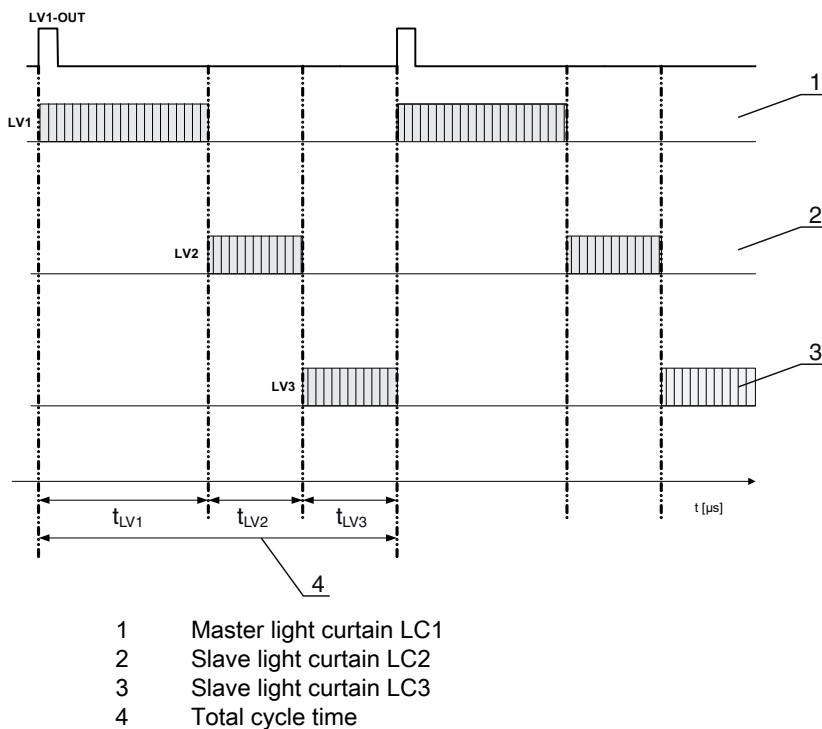 LV1-OUT
1
LV1
2
LV2
3
LV3
tLV1 tLV2 tLV3 t [µs]
4
1 Master light curtain LC1
2 Slave light curtain LC2
3 Slave light curtain LC3
4 Total cycle time